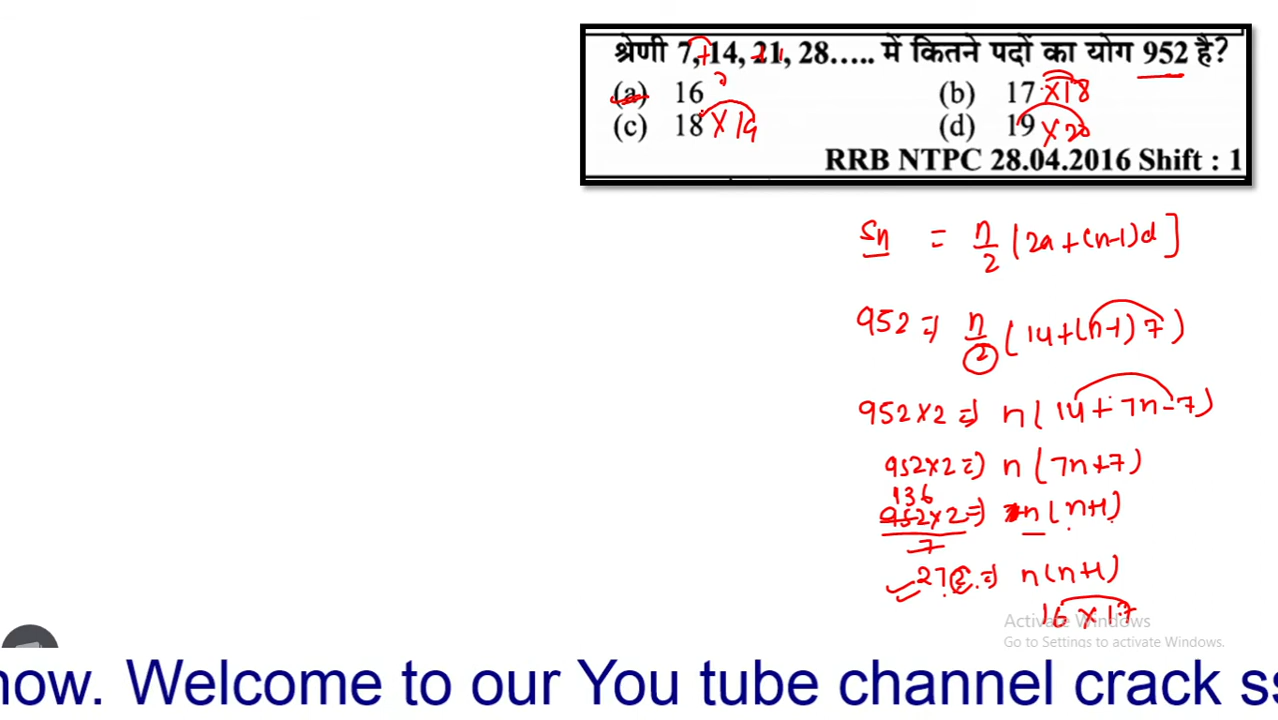 श्रेणी 7, 14, 21, 28..... में कितने पदों का योग 952 है?
(a) 16 (b) 17 ×18
(c) 18 × 19 (d) 19 × 20
RRB NTPC 28.04.2016 Shift : 1
Sn = n/2 [2a+(n-1)d]
952 = n/2 (14+(n-1)7)
952×2 = n(14+7n-7)
952×2 = n(7n+7)
136
952×2/7 = n(n+1)
272 = n(n+1)
16 × 17
Activate Windows
Go to Settings to activate Windows.
now. Welcome to our You tube channel crack ss